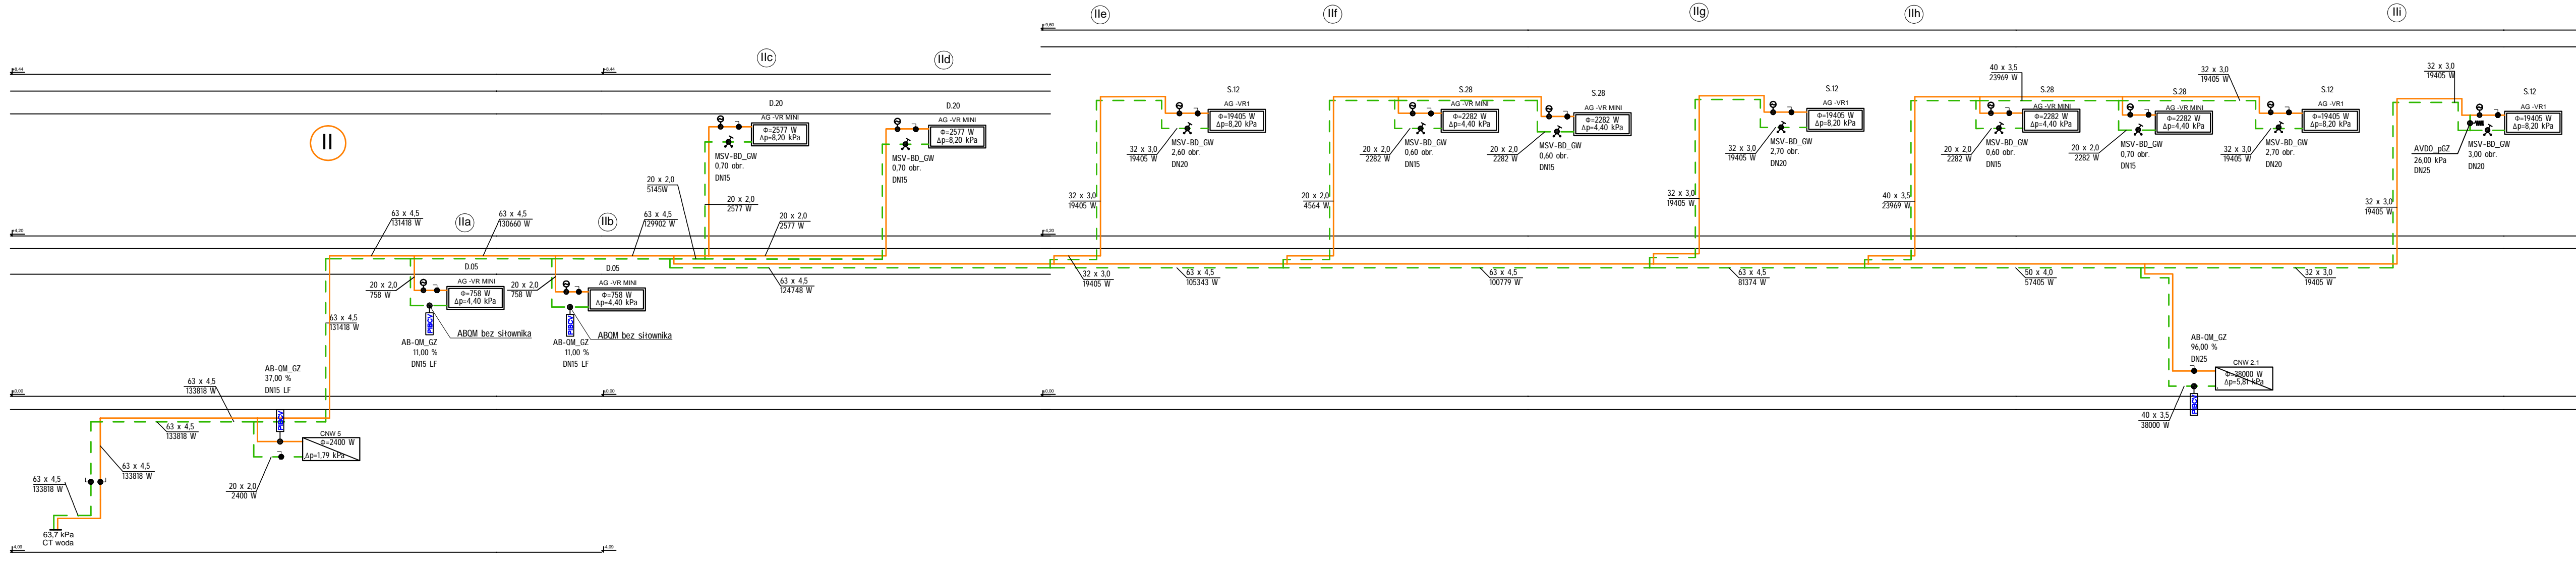 IIe
IIf
IIg
IIh
IIi
IIc
IId
+9,60
II
D.20
AG -VR MINI
Φ=2577 W
Δp=8,20 kPa
MSV-BD_GW
0,70 obr.
DN15
D.20
AG -VR MINI
Φ=2577 W
Δp=8,20 kPa
MSV-BD_GW
0,70 obr.
DN15
20 x 2,0
5145W
20 x 2,0
2577 W
20 x 2,0
2577 W
63 x 4,5
131418 W
IIa
63 x 4,5
130660 W
IIb
63 x 4,5
129902 W
+4,20
+4,20
D.05
AG -VR MINI
Φ=758 W
Δp=4,40 kPa
20 x 2,0
758 W
ABQM bez siłownika
PIBCV
AB-QM_GZ
11,00 %
DN15 LF
D.05
AG -VR MINI
Φ=758 W
Δp=4,40 kPa
20 x 2,0
758 W
ABQM bez siłownika
PIBCV
AB-QM_GZ
11,00 %
DN15 LF
63 x 4,5
131418 W
63 x 4,5
124748 W
S.12
AG -VR1
Φ=19405 W
Δp=8,20 kPa
MSV-BD_GW
2,60 obr.
DN20
32 x 3,0
19405 W
32 x 3,0
19405 W
32 x 3,0
19405 W
63 x 4,5
105343 W
S.28
AG -VR MINI
Φ=2282 W
Δp=4,40 kPa
MSV-BD_GW
0,60 obr.
DN15
20 x 2,0
2282 W
S.28
AG -VR MINI
Φ=2282 W
Δp=4,40 kPa
MSV-BD_GW
0,60 obr.
DN15
20 x 2,0
2282 W
20 x 2,0
4564 W
63 x 4,5
100779 W
S.12
AG -VR1
Φ=19405 W
Δp=8,20 kPa
MSV-BD_GW
2,70 obr.
DN20
32 x 3,0
19405 W
32 x 3,0
19405 W
63 x 4,5
81374 W
40 x 3,5
23969 W
S.28
AG -VR MINI
Φ=2282 W
Δp=4,40 kPa
MSV-BD_GW
0,60 obr.
DN15
20 x 2,0
2282 W
S.28
AG -VR MINI
Φ=2282 W
Δp=4,40 kPa
MSV-BD_GW
0,70 obr.
DN15
20 x 2,0
2282 W
32 x 3,0
19405 W
S.12
AG -VR1
Φ=19405 W
Δp=8,20 kPa
MSV-BD_GW
2,70 obr.
DN20
32 x 3,0
19405 W
40 x 3,5
23969 W
50 x 4,0
57405 W
32 x 3,0
19405 W
S.12
AG -VR1
Φ=19405 W
Δp=8,20 kPa
MSV-BD_GW
3,00 obr.
DN20
AVDO_pGZ
26,00 kPa
DN25
32 x 3,0
19405 W
32 x 3,0
19405 W
AB-QM_GZ
96,00 %
DN25
CNW 2.1
Φ=38000 W
Δp=5,81 kPa
PIBCV
40 x 3,5
38000 W
AB-QM_GZ
37,00 %
DN15 LF
PIBCV
CNW 5
Φ=2400 W
Δp=1,79 kPa
20 x 2,0
2400 W
63 x 4,5
133818 W
63 x 4,5
133818 W
63 x 4,5
133818 W
63 x 4,5
133818 W
63,7 kPa
CT woda